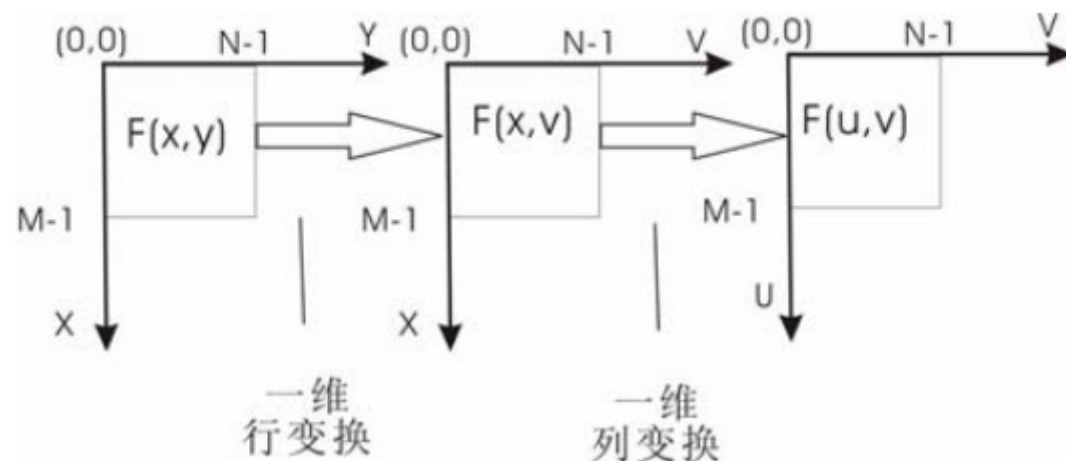 (0,0) N-1 Y
F(x,y)
M-1
X
(0,0) N-1 V
F(x,v)
M-1
X
(0,0) N-1 V
F(u,v)
M-1
U
一维
行变换
一维
列变换